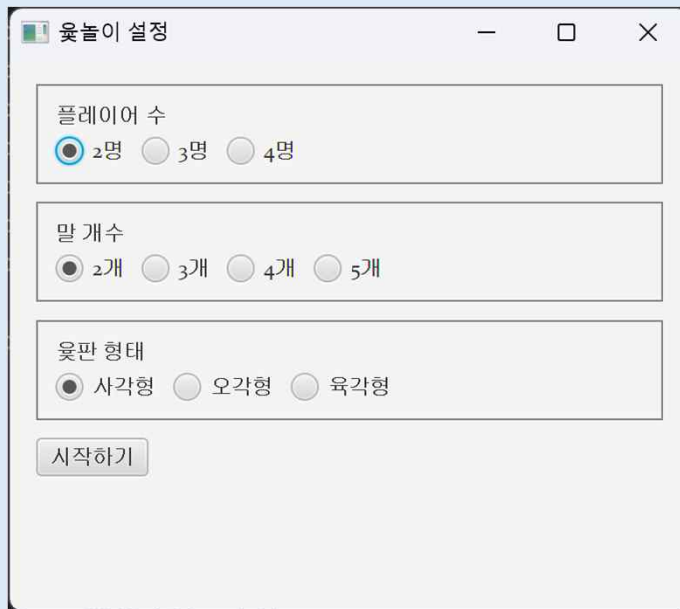 윷놀이 설정
플레이어 수
2명 3명 4명
말 개수
2개 3개 4개 5개
윷판 형태
사각형 오각형 육각형
시작하기